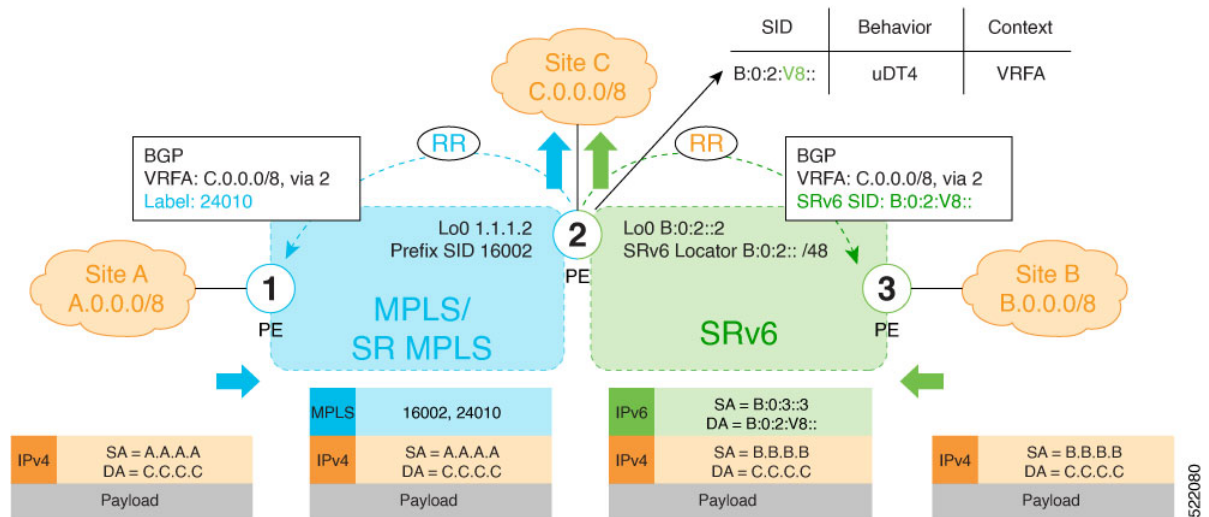 SID Behavior Context
B:0:2:V8:: uDT4 VRFA
Site C
C.0.0.0/8
RR
RR
BGP
VRFA: C.0.0.0/8, via 2
Label: 24010
BGP
VRFA: C.0.0.0/8, via 2
SRv6 SID: B:0:2:V8::
Lo0 1.1.1.2
Prefix SID 16002
2
PE
Lo0 B:0:2::2
SRv6 Locator B:0:2:: /48
Site A
A.0.0.0/8
1
PE
MPLS/
SR MPLS
SRv6
3
PE
Site B
B.0.0.0/8
IPv4
SA = A.A.A.A
DA = C.C.C.C
Payload
MPLS
16002, 24010
IPv4
SA = A.A.A.A
DA = C.C.C.C
Payload
IPv6
SA = B:0:3::3
DA = B:0:2:V8::
IPv4
SA = B.B.B.B
DA = C.C.C.C
Payload
IPv4
SA = B.B.B.B
DA = C.C.C.C
Payload
522080